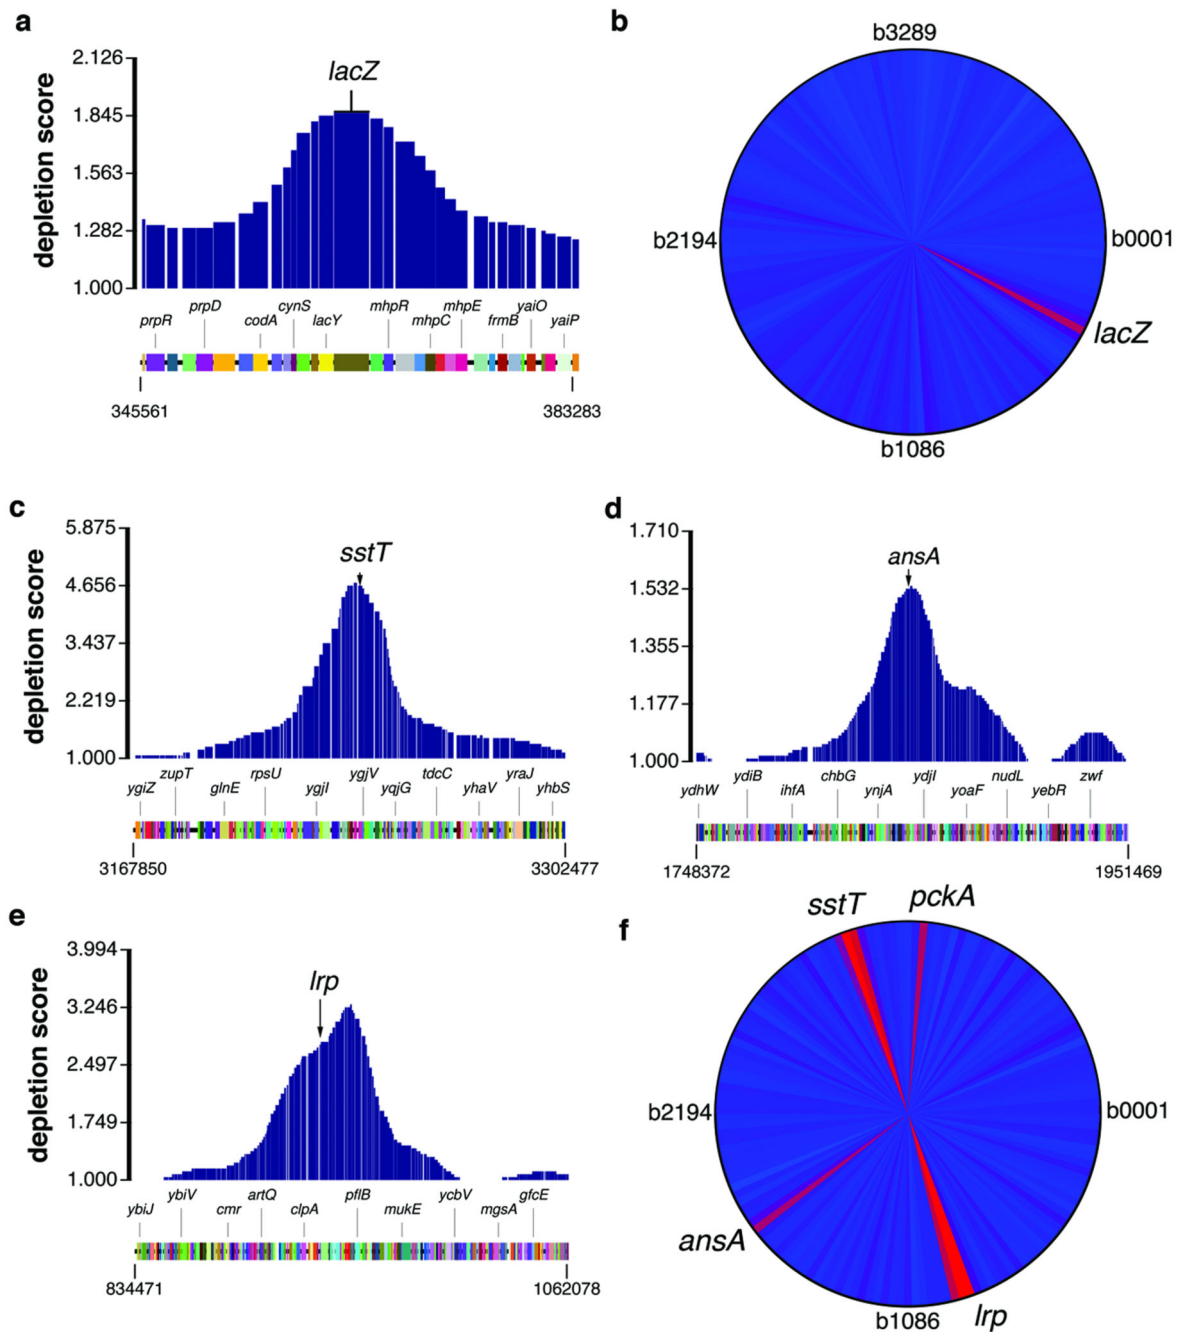 a
2.126
1.845
1.563
1.282
1.000
depletion score
lacZ
prpD cynS mhpR mhpE yaiO
prpR codA lacY mhpC frmB yaiP
345561 383283
b
b3289
b2194
b0001
lacZ
b1086
c
5.875
4.656
3.437
2.219
1.000
depletion score
sstT
zupT rpsU ygjV tdcC yraJ
ygiZ glnE ygjI yqjG yhaV yhbS
3167850 3302477
d
1.710
1.532
1.355
1.177
1.000
ansA
ydiB chbG ydjI nudL zwf
ydhW ihfA ynjA yoaF yebR
1748372 1951469
e
3.994
3.246
2.497
1.749
1.000
depletion score
lrp
ybiV artQ pflB ycbV gfcE
ybiJ cmr clpA mukE mgsA
834471 1062078
f
sstT pckA
b2194
b0001
ansA
b1086
lrp